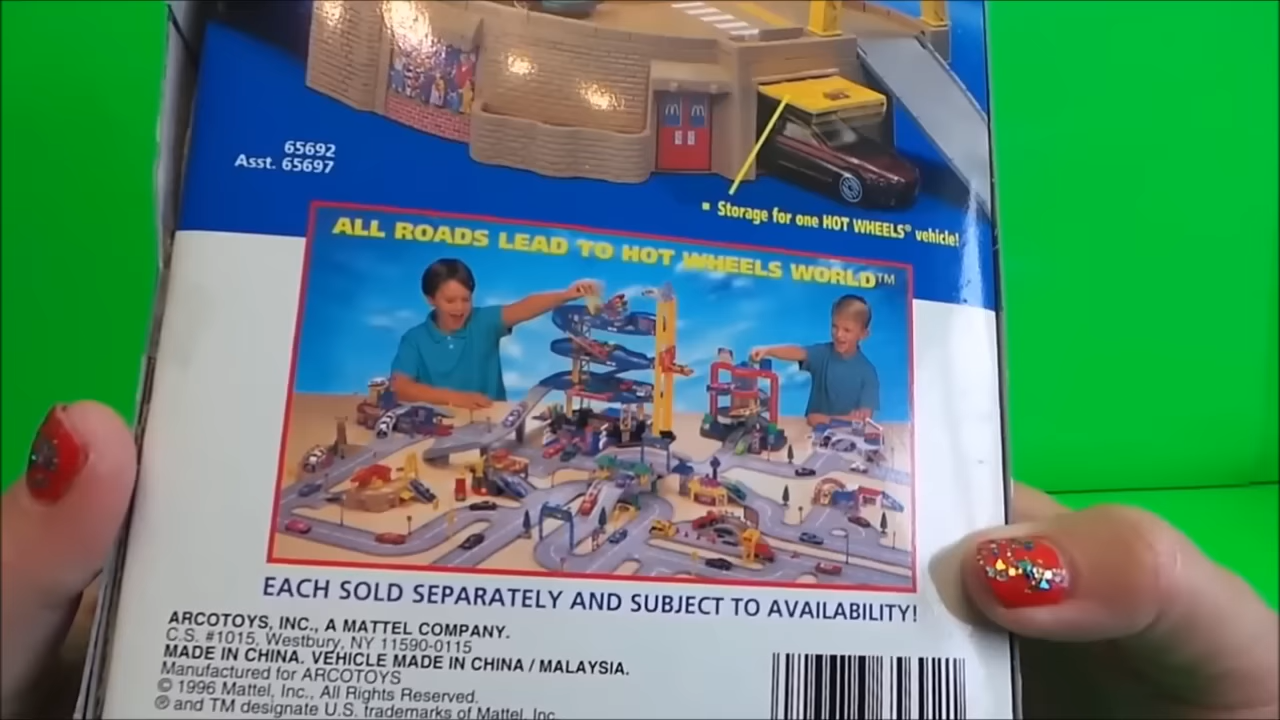 65692
Asst. 65697
▪ Storage for one HOT WHEELS® vehicle!
ALL ROADS LEAD TO HOT WHEELS WORLD™
EACH SOLD SEPARATELY AND SUBJECT TO AVAILABILITY!
ARCOTOYS, INC., A MATTEL COMPANY.
C.S. #1015, Westbury, NY 11590-0115
MADE IN CHINA. VEHICLE MADE IN CHINA / MALAYSIA.
Manufactured for ARCOTOYS
© 1996 Mattel, Inc., All Rights Reserved.
® and TM designate U.S. trademarks of Mattel, Inc.